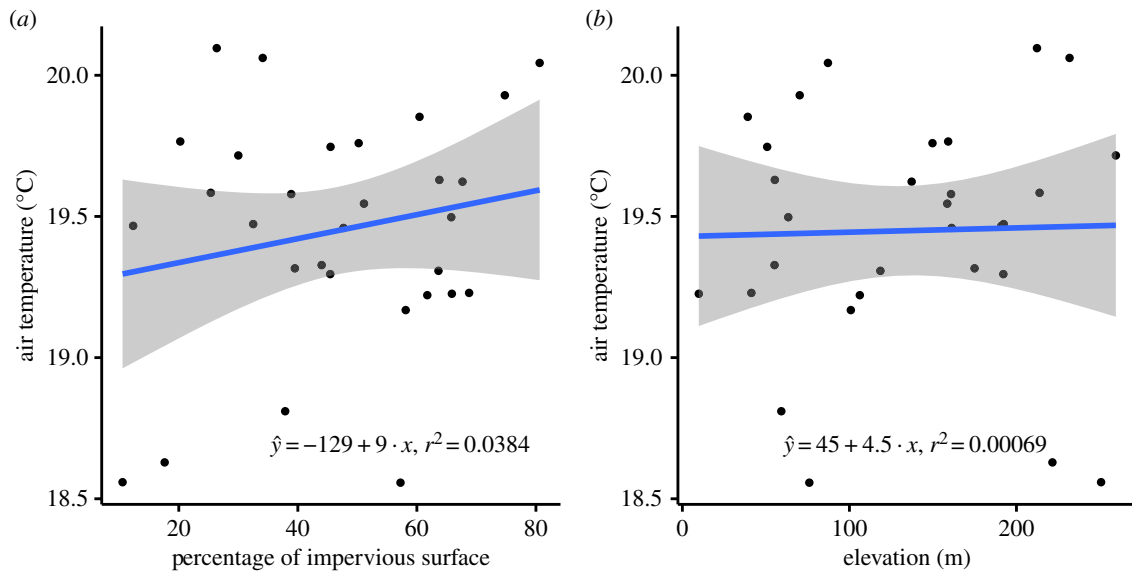 (a)
20.0
19.5
19.0
18.5
air temperature (°C)
ŷ = −129 + 9 · x, r² = 0.0384
20 40 60 80
percentage of impervious surface
(b)
20.0
19.5
19.0
18.5
air temperature (°C)
ŷ = 45 + 4.5 · x, r² = 0.00069
0 100 200
elevation (m)